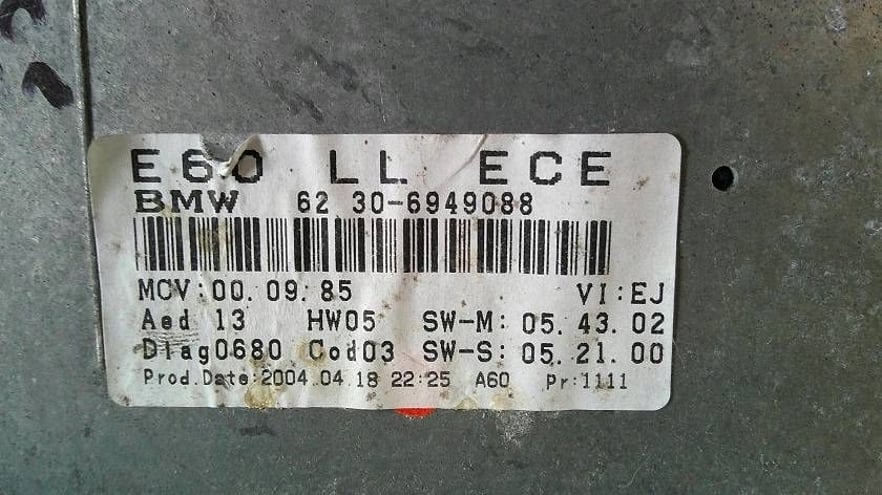 E60 LL ECE
BMW 62 30-6949088
MCV:00.09.85 VI:EJ
Aed 13 HW05 SW-M: 05.43.02
Diag0680 Cod03 SW-S: 05.21.00
Prod.Date:2004.04.18 22:25 A60 Pr:1111